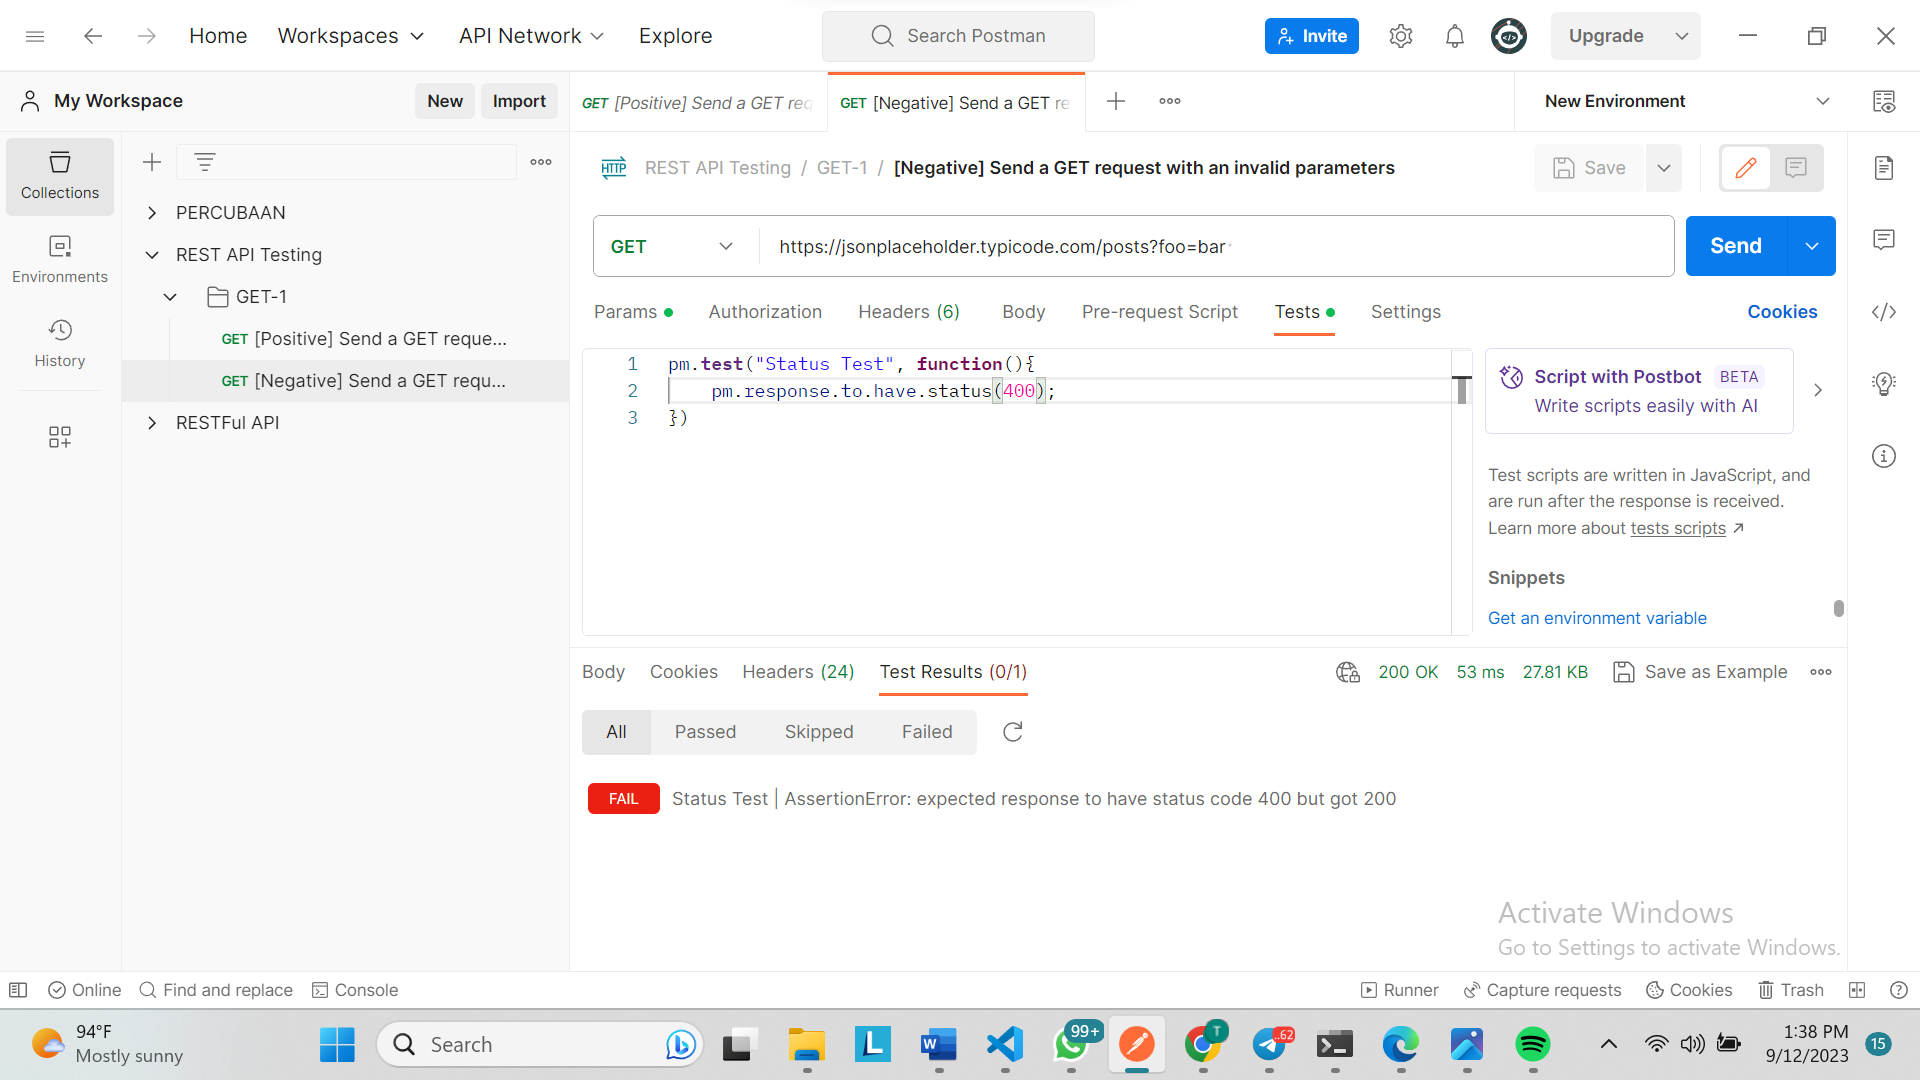 Home Workspaces API Network Explore Search Postman Invite Upgrade
My Workspace New Import GET [Positive] Send a GET req GET [Negative] Send a GET re New Environment
Collections
Environments
History
PERCUBAAN
REST API Testing
GET-1
GET [Positive] Send a GET reque...
GET [Negative] Send a GET requ...
RESTFul API
HTTP REST API Testing / GET-1 / [Negative] Send a GET request with an invalid parameters Save
GET https://jsonplaceholder.typicode.com/posts?foo=bar Send
Params Authorization Headers (6) Body Pre-request Script Tests Settings Cookies
1 pm.test("Status Test", function(){
2 pm.response.to.have.status(400);
3 })
Script with Postbot BETA
Write scripts easily with AI
Test scripts are written in JavaScript, and
are run after the response is received.
Learn more about tests scripts ↗
Snippets
Get an environment variable
Body Cookies Headers (24) Test Results (0/1) 200 OK 53 ms 27.81 KB Save as Example
All Passed Skipped Failed
FAIL Status Test | AssertionError: expected response to have status code 400 but got 200
Activate Windows
Go to Settings to activate Windows.
Online Find and replace Console Runner Capture requests Cookies Trash
94°F
Mostly sunny
Search
L
W
99+
T
..62
1:38 PM
9/12/2023
15